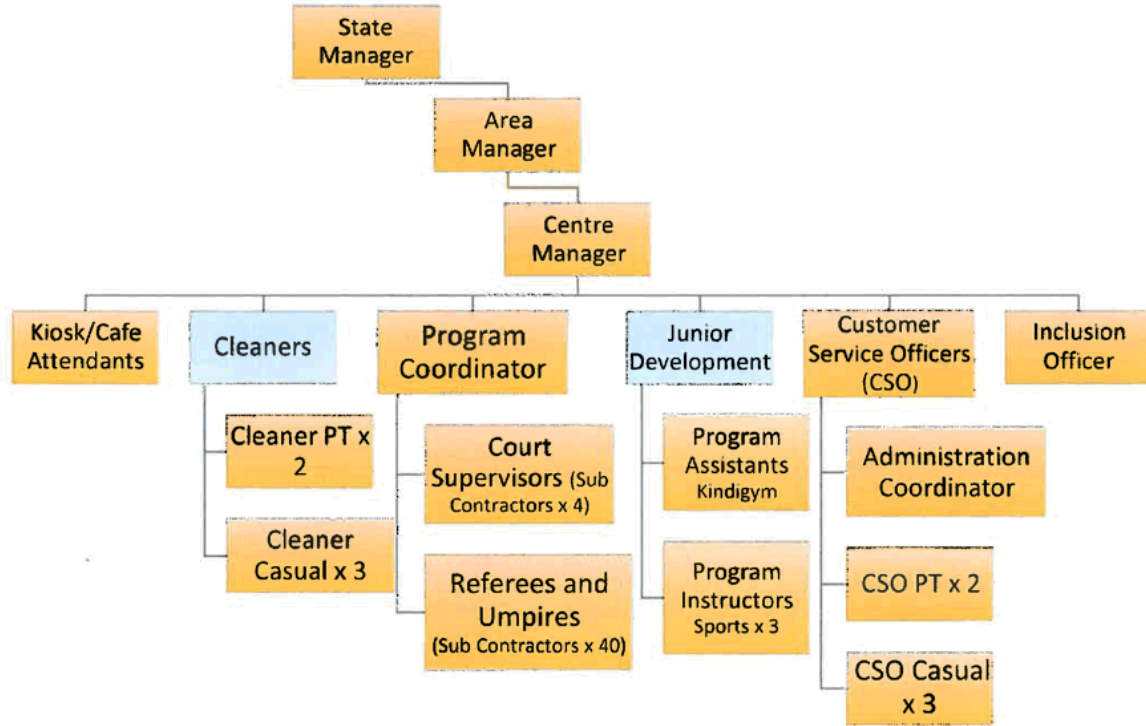 State
Manager
Area
Manager
Centre
Manager
Kiosk/Cafe
Attendants
Cleaners
Program
Coordinator
Junior
Development
Customer
Service Officers
(CSO)
Inclusion
Officer
Cleaner PT x
2
Cleaner
Casual x 3
Court
Supervisors (Sub
Contractors x 4)
Referees and
Umpires
(Sub Contractors x 40)
Program
Assistants
Kindigym
Program
Instructors
Sports x 3
Administration
Coordinator
CSO PT x 2
CSO Casual
x 3